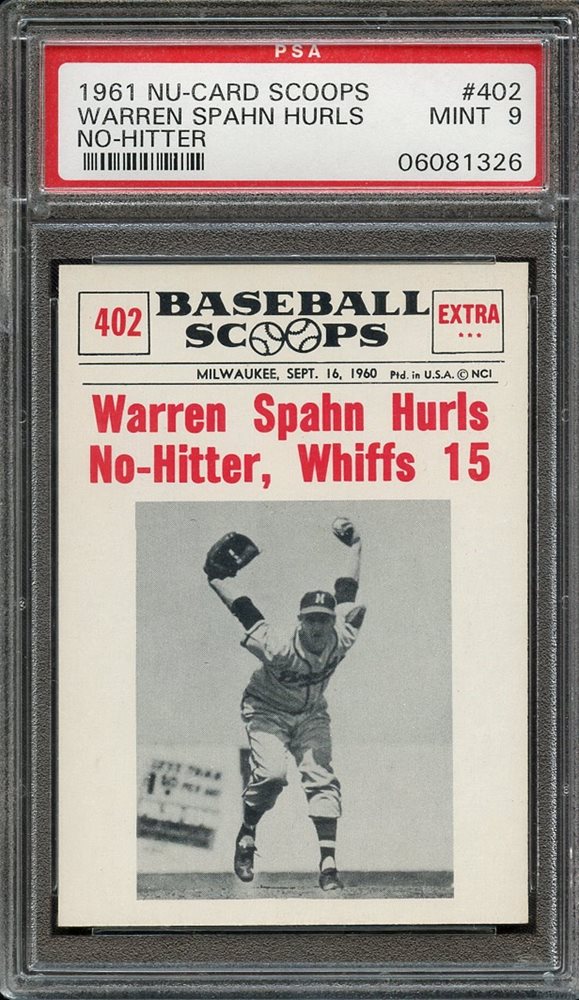 PSA
1961 NU-CARD SCOOPS #402
WARREN SPAHN HURLS MINT 9
NO-HITTER
06081326
402 BASEBALL SCOOPS EXTRA
MILWAUKEE, SEPT. 16, 1960 Ptd. in U.S.A. © NCI
Warren Spahn Hurls
No-Hitter, Whiffs 15